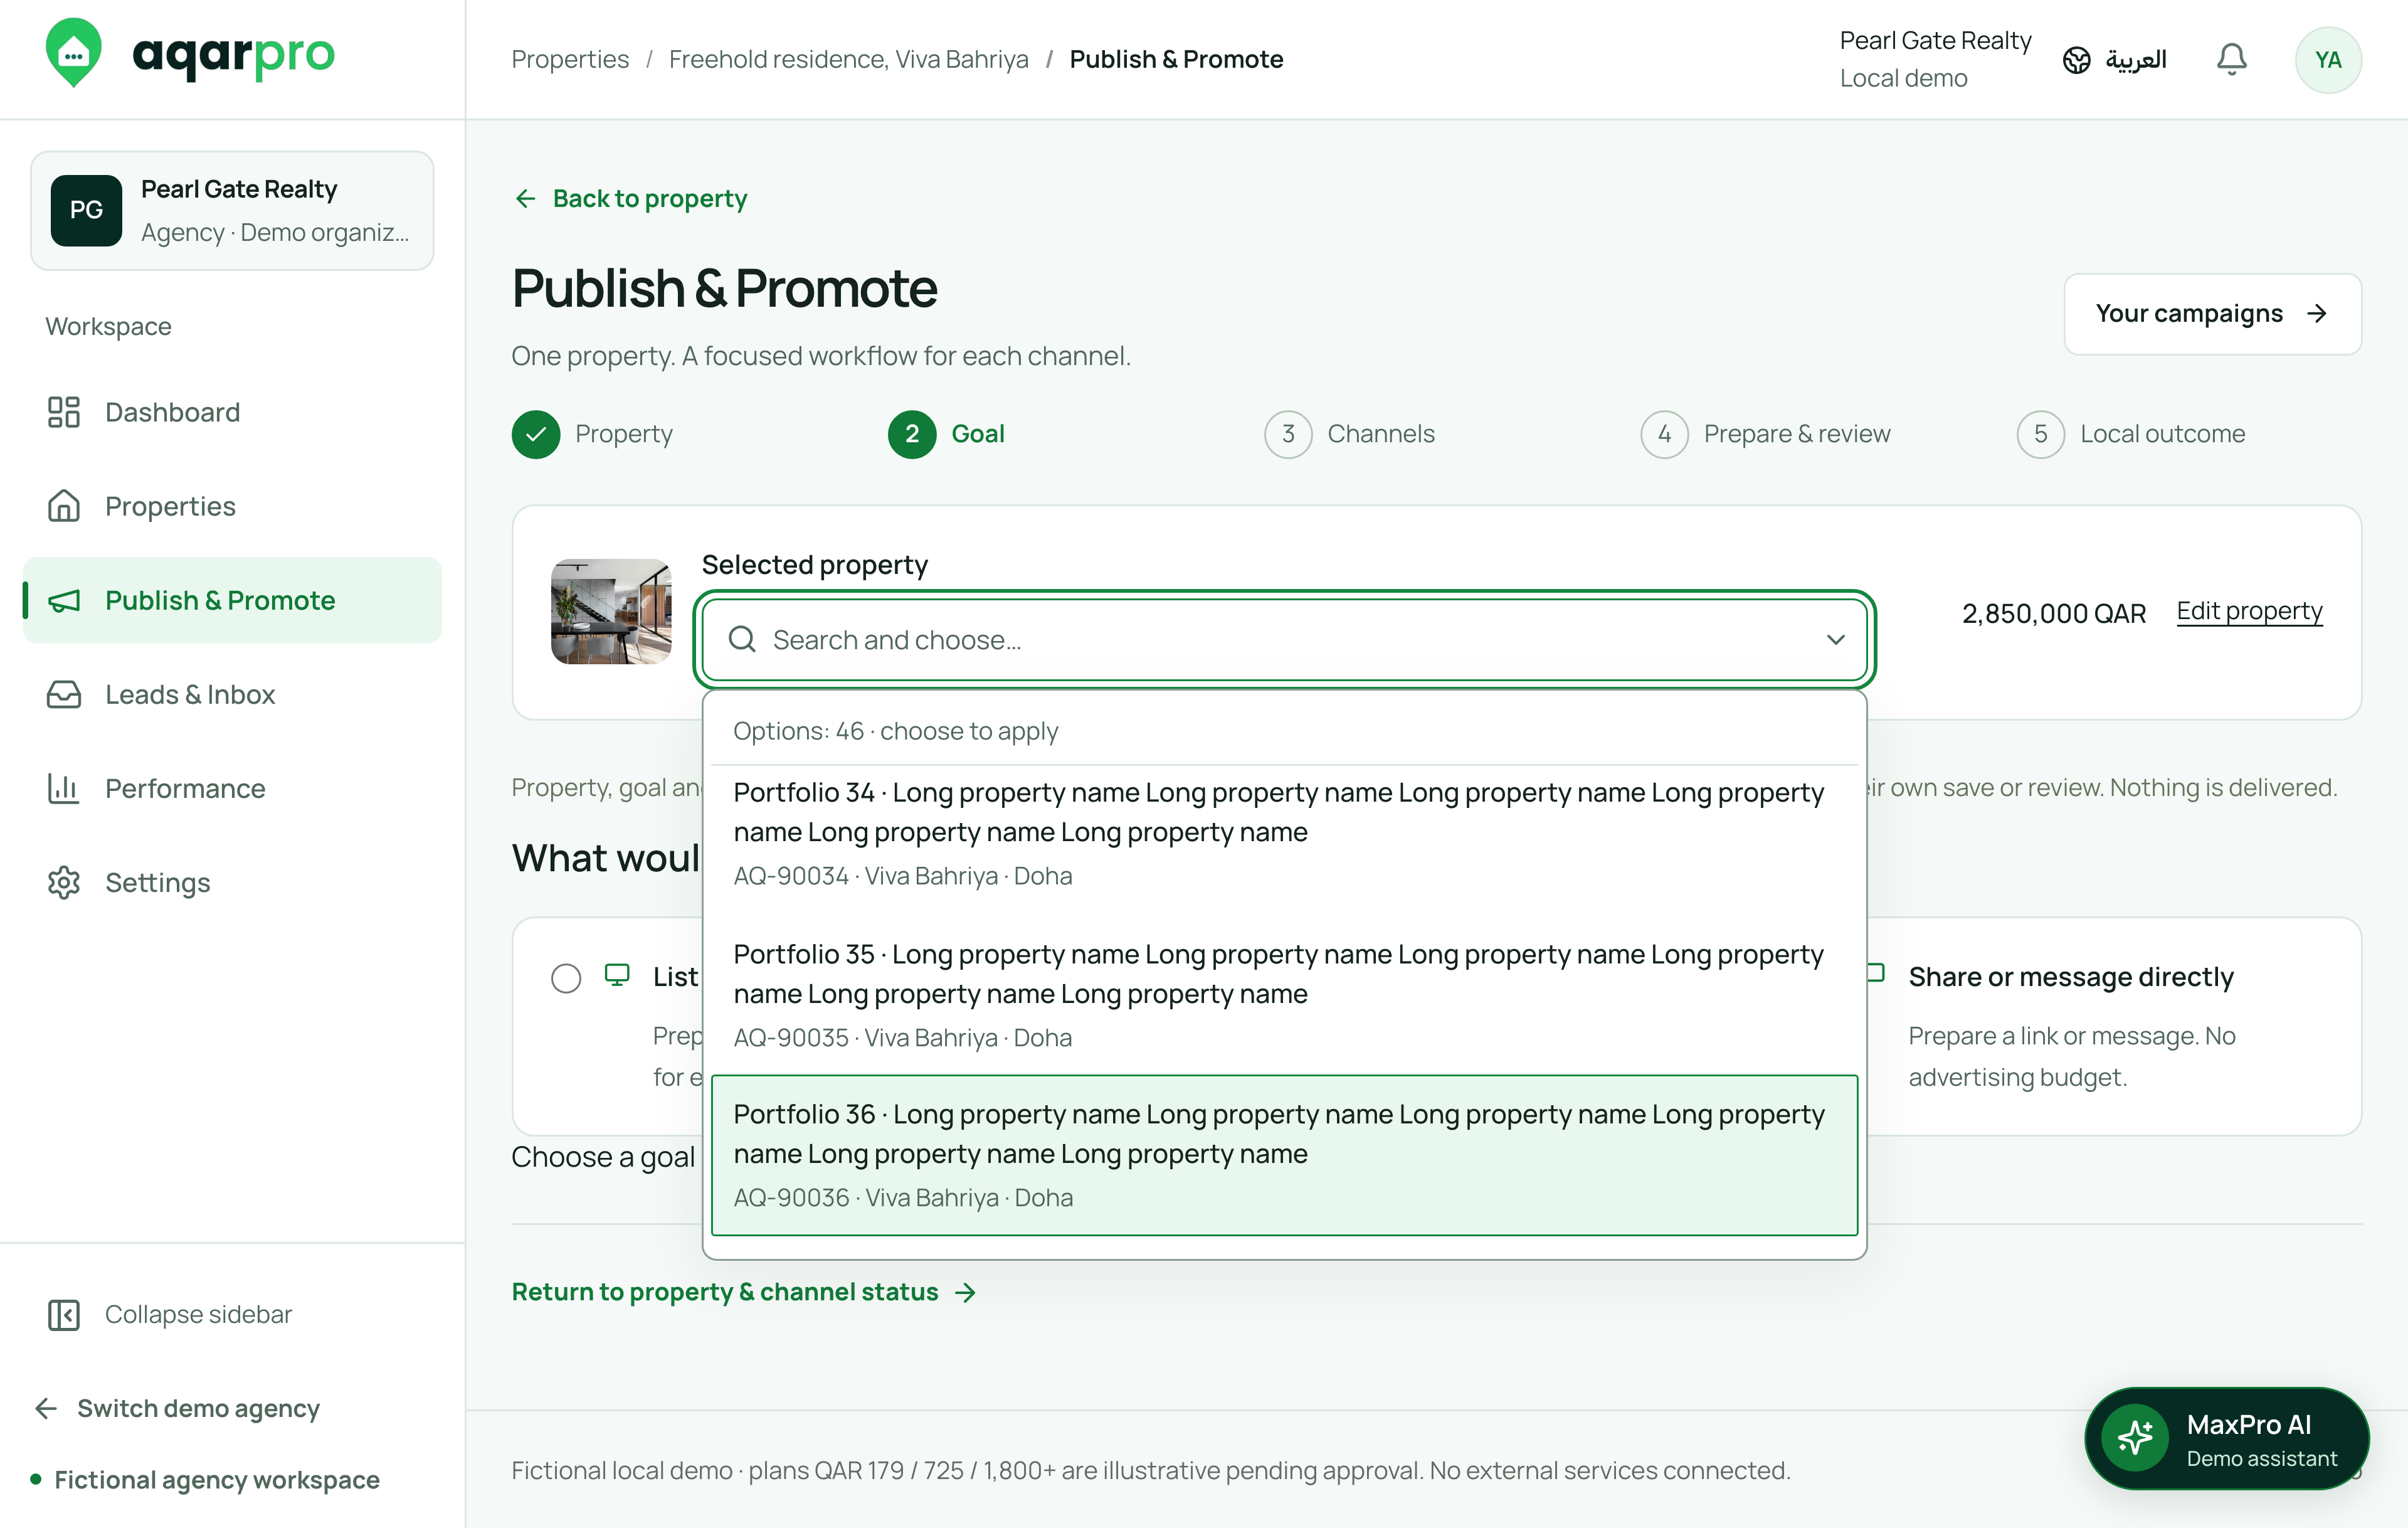 aqarpro
Properties / Freehold residence, Viva Bahriya / Publish & Promote
Pearl Gate Realty
Local demo
العربية
YA
PG
Pearl Gate Realty
Agency · Demo organiz...
Workspace
Dashboard
Properties
Publish & Promote
Leads & Inbox
Performance
Settings
Collapse sidebar
Switch demo agency
Fictional agency workspace
Back to property
Publish & Promote
One property. A focused workflow for each channel.
Your campaigns
Property
2 Goal
3 Channels
4 Prepare & review
5 Local outcome
Selected property
Search and choose...
2,850,000 QAR
Edit property
Options: 46 · choose to apply
Portfolio 34 · Long property name Long property name Long property name Long property
name Long property name Long property name
AQ-90034 · Viva Bahriya · Doha
Portfolio 35 · Long property name Long property name Long property name Long property
name Long property name Long property name
AQ-90035 · Viva Bahriya · Doha
Portfolio 36 · Long property name Long property name Long property name Long property
name Long property name Long property name
AQ-90036 · Viva Bahriya · Doha
Property, goal
own save or review. Nothing is delivered.
What
List
for
Share or message directly
Prepare a link or message. No
advertising budget.
Choose a goal
Return to property & channel status
Fictional local demo · plans QAR 179 / 725 / 1,800+ are illustrative pending approval. No external services connected.
MaxPro AI
Demo assistant